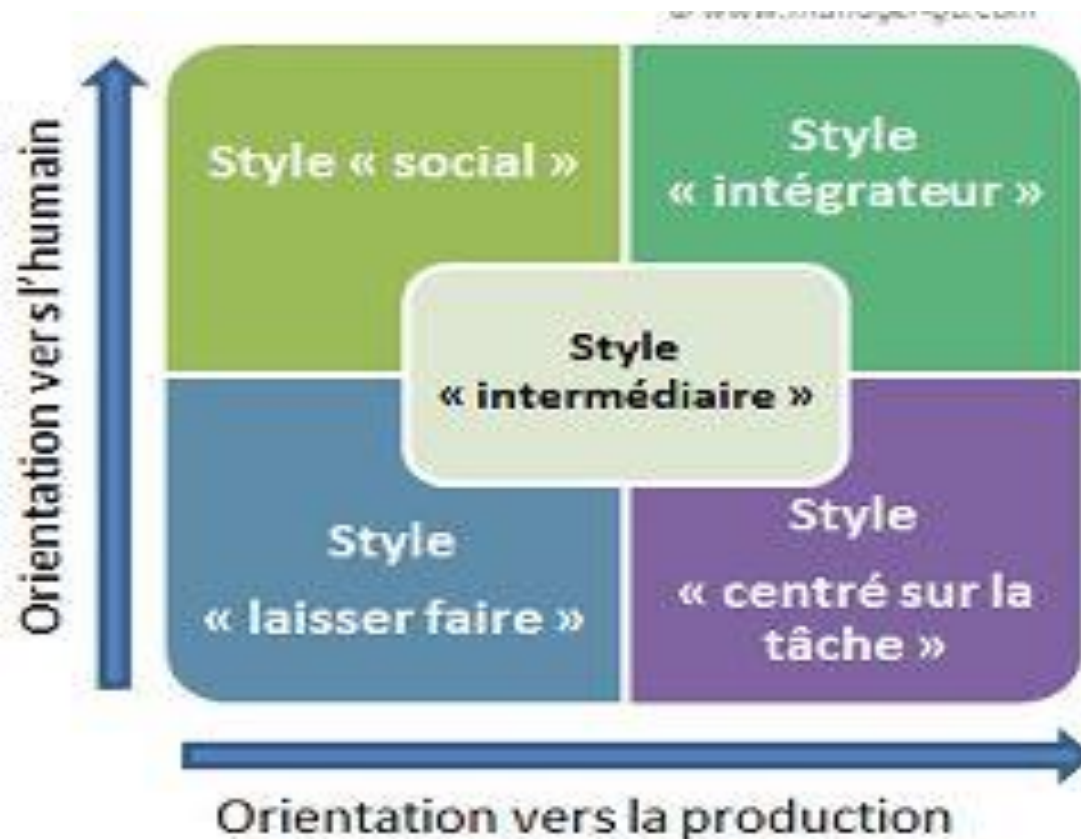 Style « social »
Style
« intégrateur »
Style
« intermédiaire »
Style
« laisser faire »
Style
« centré sur la
tâche »
Orientation vers l'humain
Orientation vers la production